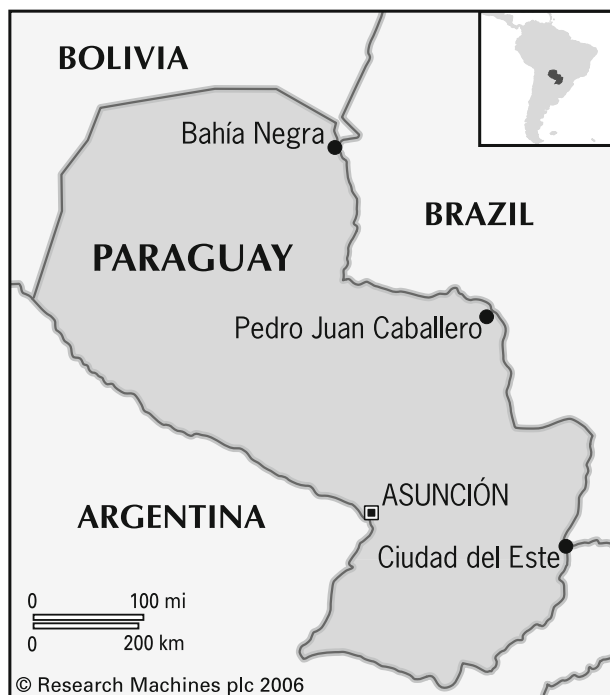 BOLIVIA
Bahía Negra
BRAZIL
PARAGUAY
Pedro Juan Caballero
ASUNCIÓN
ARGENTINA
Ciudad del Este
0 100 mi
0 200 km
© Research Machines plc 2006